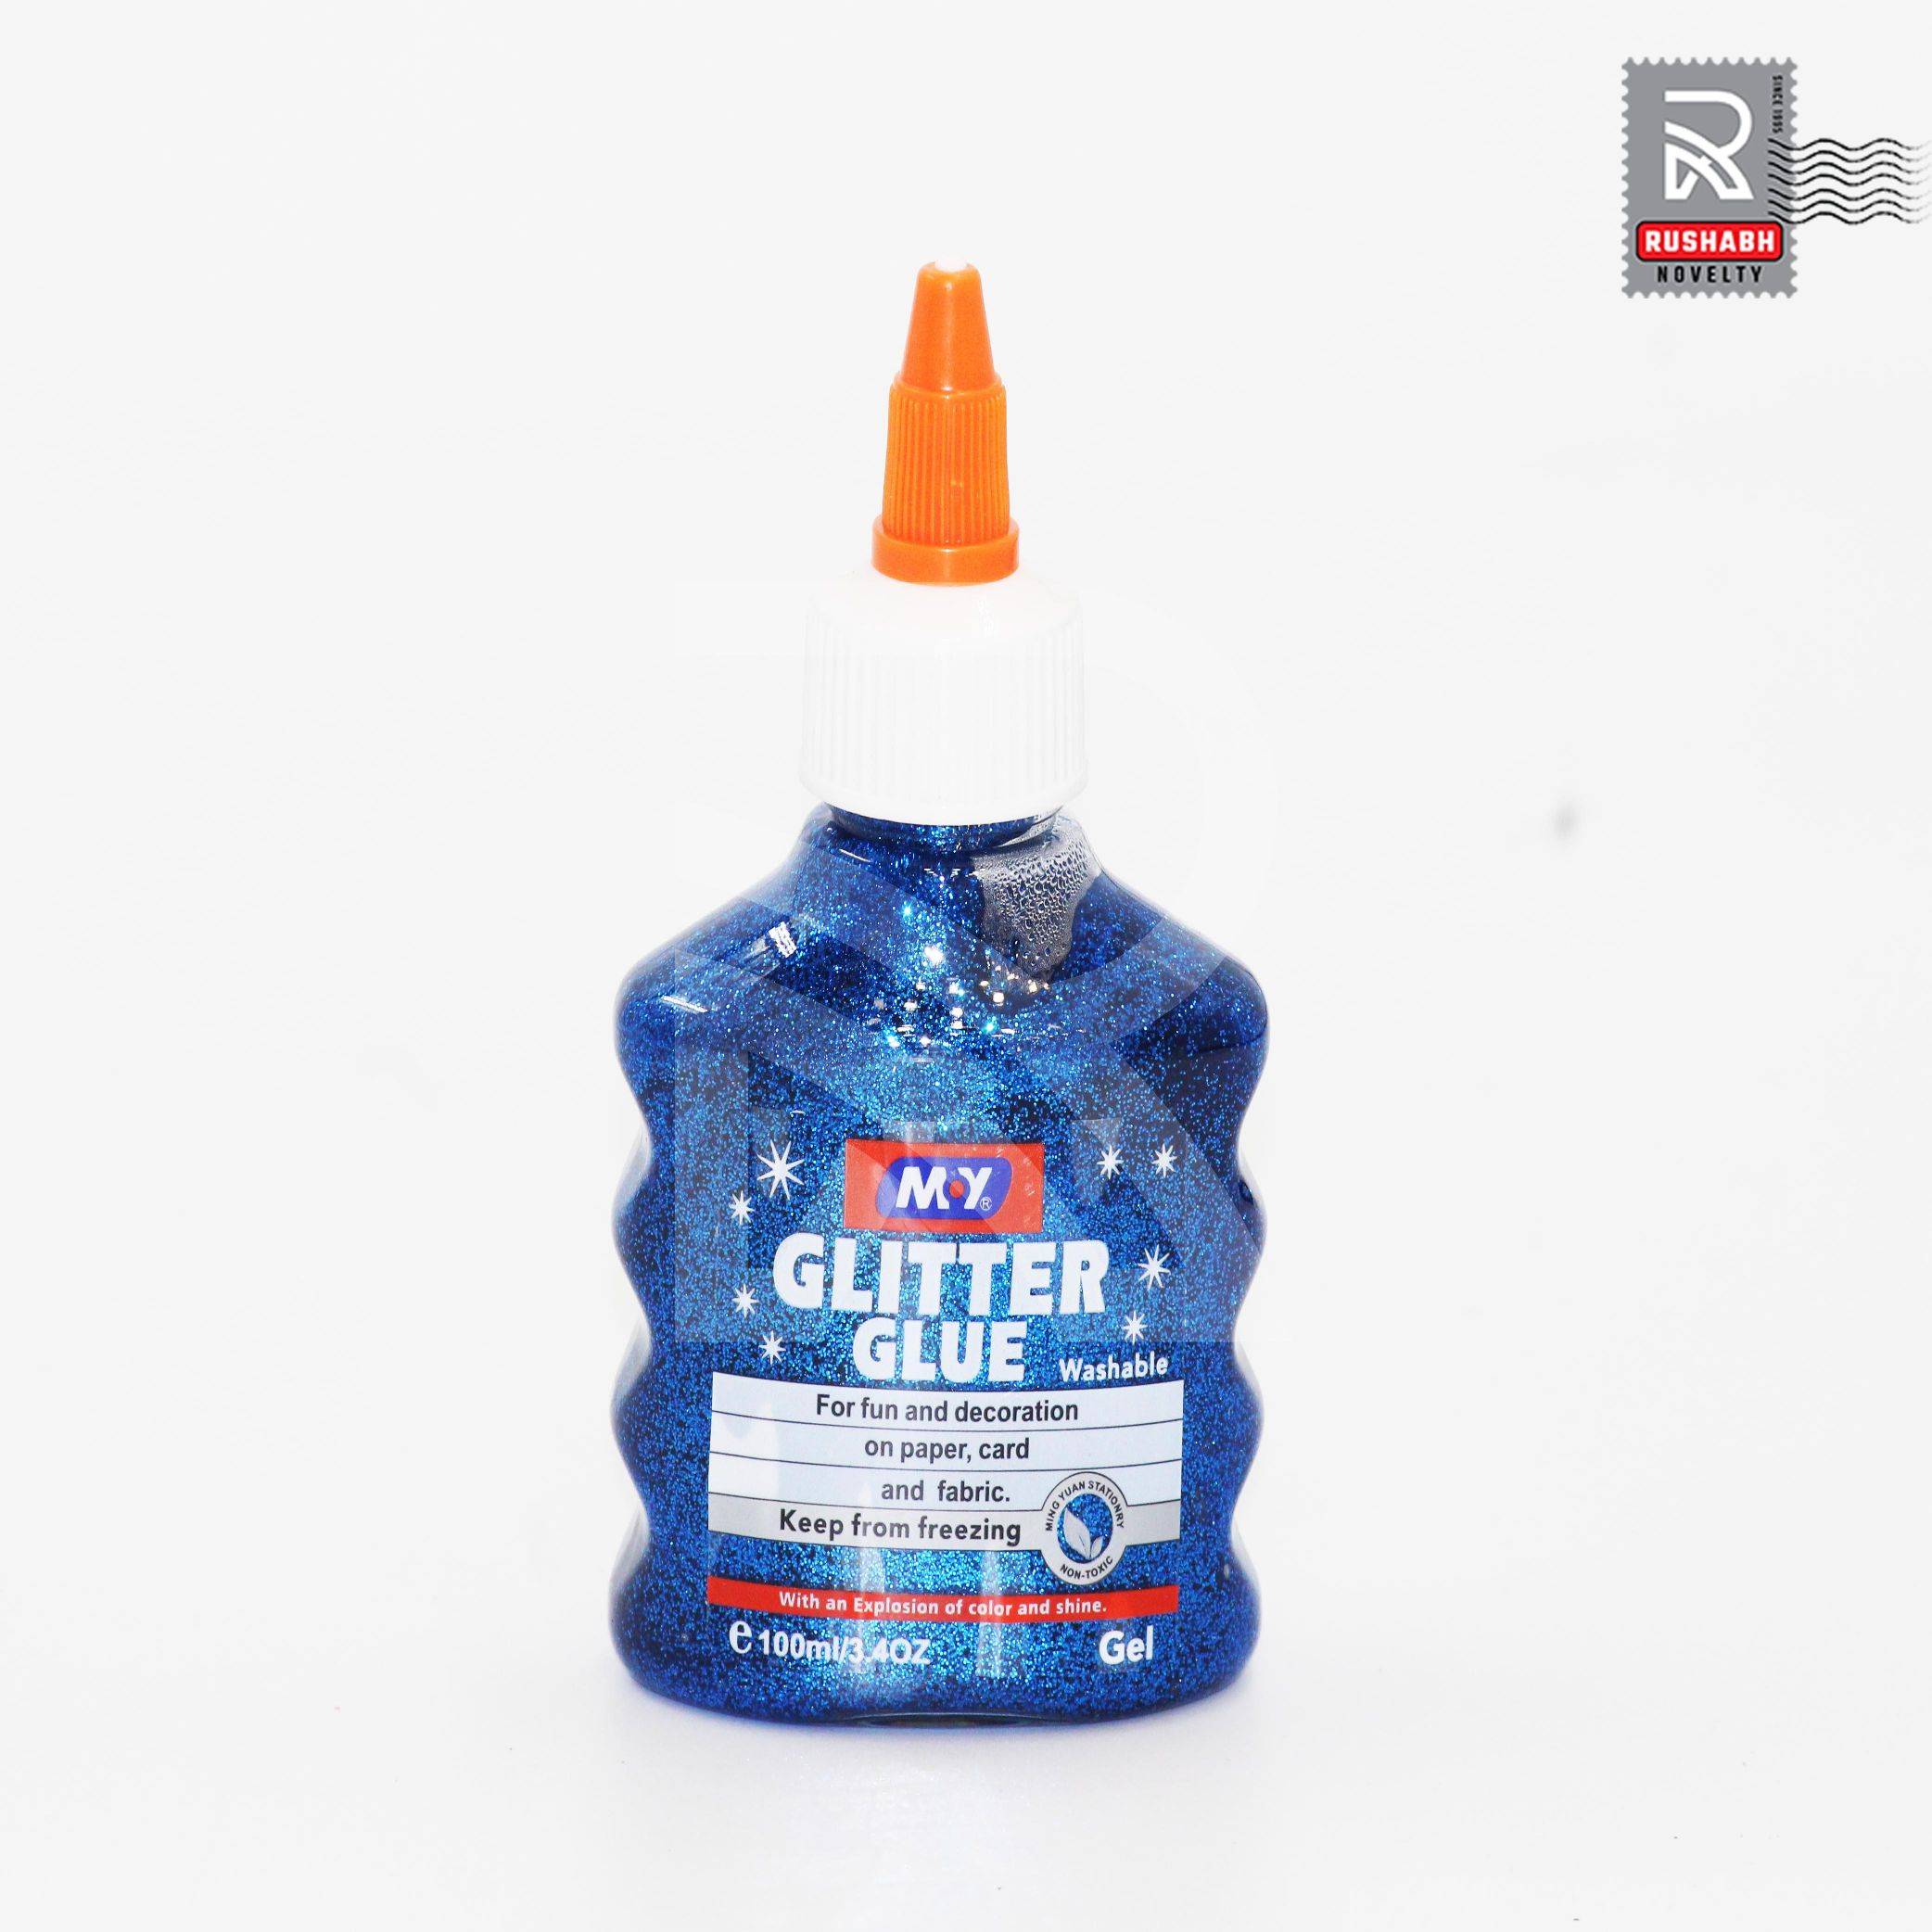 SINCE 1995
RUSHABH
NOVELTY
M•Y®
GLITTER
GLUE
Washable
For fun and decoration
on paper, card
and fabric.
Keep from freezing
MING YUAN STATIONRY
NON-TOXIC
With an Explosion of color and shine.
e 100ml/3.4OZ
Gel